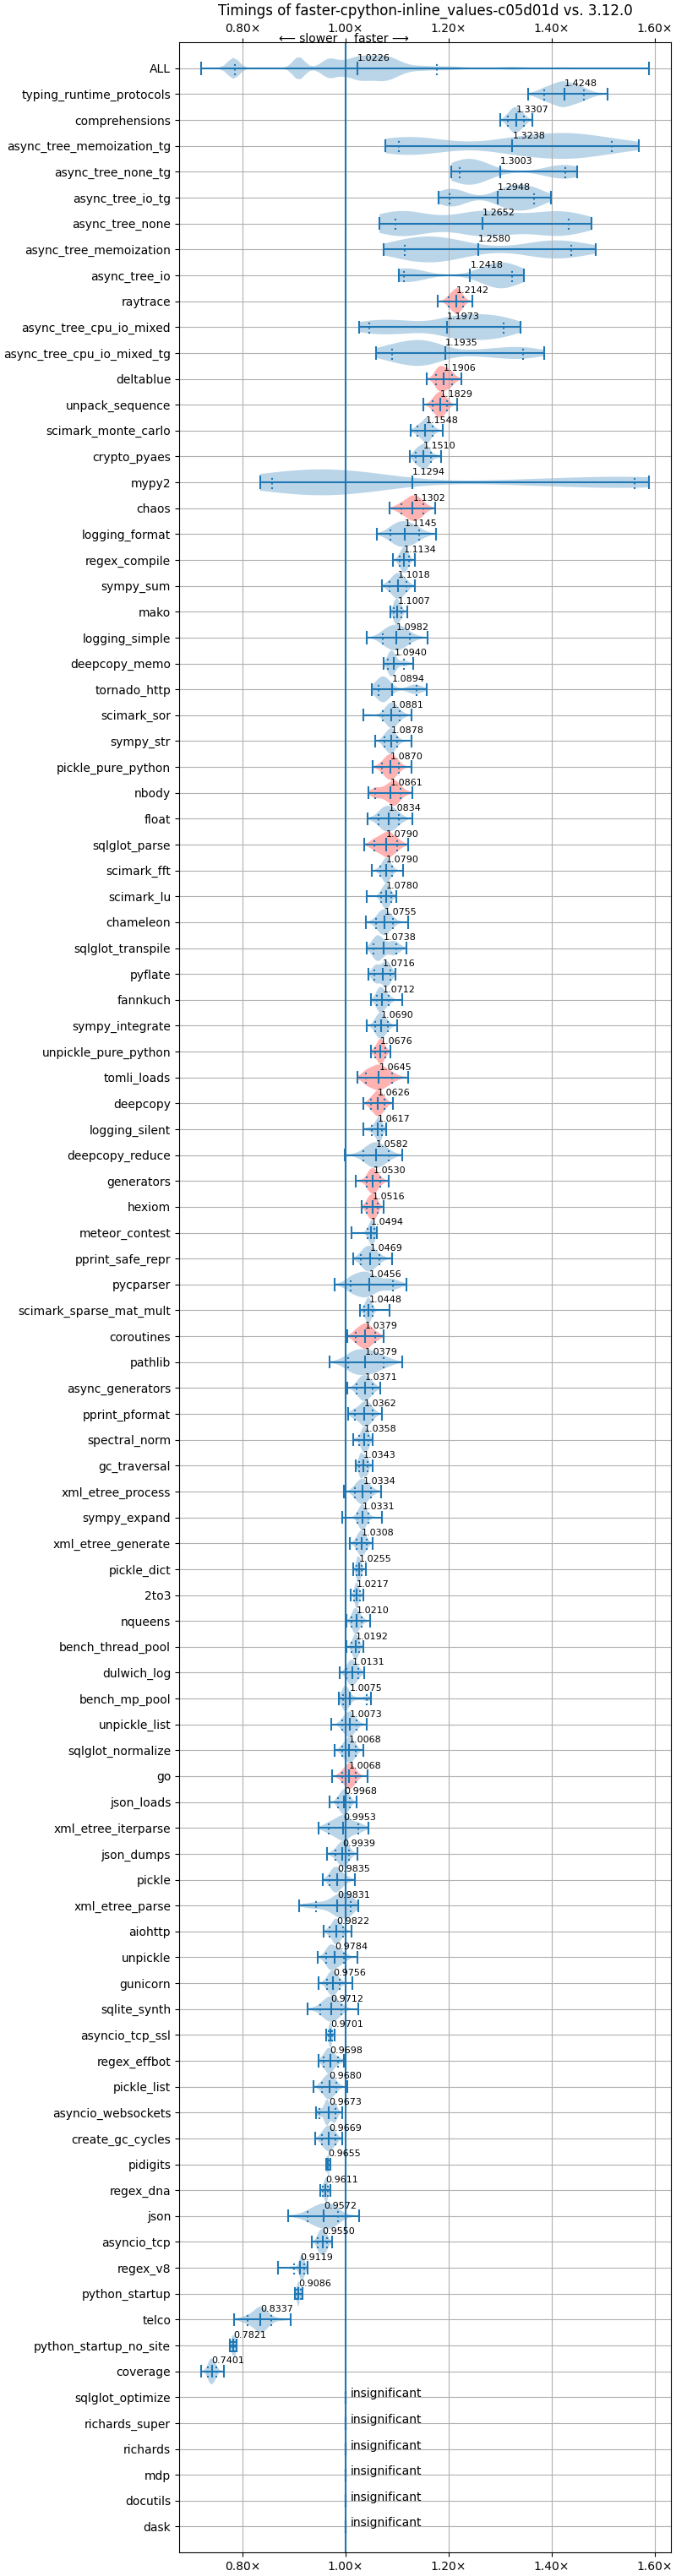 Timings of faster-cpython-inline_values-c05d01d vs. 3.12.0
0.80× 1.00× 1.20× 1.40× 1.60×
⟵ slower faster ⟶
ALL 1.0226
typing_runtime_protocols 1.4248
comprehensions 1.3307
async_tree_memoization_tg 1.3238
async_tree_none_tg 1.3003
async_tree_io_tg 1.2948
async_tree_none 1.2652
async_tree_memoization 1.2580
async_tree_io 1.2418
raytrace 1.2142
async_tree_cpu_io_mixed 1.1973
async_tree_cpu_io_mixed_tg 1.1935
deltablue 1.1906
unpack_sequence 1.1829
scimark_monte_carlo 1.1548
crypto_pyaes 1.1510
mypy2 1.1294
chaos 1.1302
logging_format 1.1145
regex_compile 1.1134
sympy_sum 1.1018
mako 1.1007
logging_simple 1.0982
deepcopy_memo 1.0940
tornado_http 1.0894
scimark_sor 1.0881
sympy_str 1.0878
pickle_pure_python 1.0870
nbody 1.0861
float 1.0834
sqlglot_parse 1.0790
scimark_fft 1.0790
scimark_lu 1.0780
chameleon 1.0755
sqlglot_transpile 1.0738
pyflate 1.0716
fannkuch 1.0712
sympy_integrate 1.0690
unpickle_pure_python 1.0676
tomli_loads 1.0645
deepcopy 1.0626
logging_silent 1.0617
deepcopy_reduce 1.0582
generators 1.0530
hexiom 1.0516
meteor_contest 1.0494
pprint_safe_repr 1.0469
pycparser 1.0456
scimark_sparse_mat_mult 1.0448
coroutines 1.0379
pathlib 1.0379
async_generators 1.0371
pprint_pformat 1.0362
spectral_norm 1.0358
gc_traversal 1.0343
xml_etree_process 1.0334
sympy_expand 1.0331
xml_etree_generate 1.0308
pickle_dict 1.0255
2to3 1.0217
nqueens 1.0210
bench_thread_pool 1.0192
dulwich_log 1.0131
bench_mp_pool 1.0075
unpickle_list 1.0073
sqlglot_normalize 1.0068
go 1.0068
json_loads 0.9968
xml_etree_iterparse 0.9953
json_dumps 0.9939
pickle 0.9835
xml_etree_parse 0.9831
aiohttp 0.9822
unpickle 0.9784
gunicorn 0.9756
sqlite_synth 0.9712
asyncio_tcp_ssl 0.9701
regex_effbot 0.9698
pickle_list 0.9680
asyncio_websockets 0.9673
create_gc_cycles 0.9669
pidigits 0.9655
regex_dna 0.9611
json 0.9572
asyncio_tcp 0.9550
regex_v8 0.9119
python_startup 0.9086
telco 0.8337
python_startup_no_site 0.7821
coverage 0.7401
sqlglot_optimize insignificant
richards_super insignificant
richards insignificant
mdp insignificant
docutils insignificant
dask insignificant
0.80× 1.00× 1.20× 1.40× 1.60×